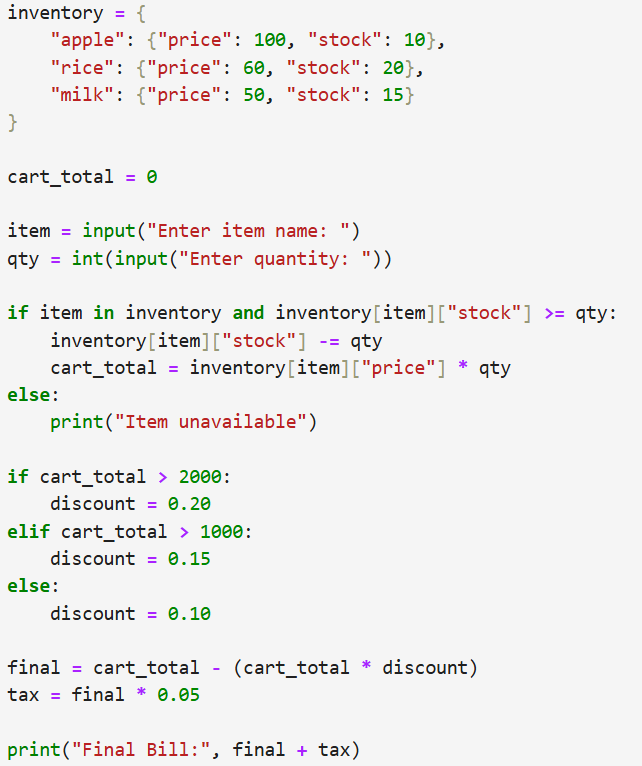 inventory = {
    "apple": {"price": 100, "stock": 10},
    "rice": {"price": 60, "stock": 20},
    "milk": {"price": 50, "stock": 15}
}

cart_total = 0

item = input("Enter item name: ")
qty = int(input("Enter quantity: "))

if item in inventory and inventory[item]["stock"] >= qty:
    inventory[item]["stock"] -= qty
    cart_total = inventory[item]["price"] * qty
else:
    print("Item unavailable")

if cart_total > 2000:
    discount = 0.20
elif cart_total > 1000:
    discount = 0.15
else:
    discount = 0.10

final = cart_total - (cart_total * discount)
tax = final * 0.05

print("Final Bill:", final + tax)